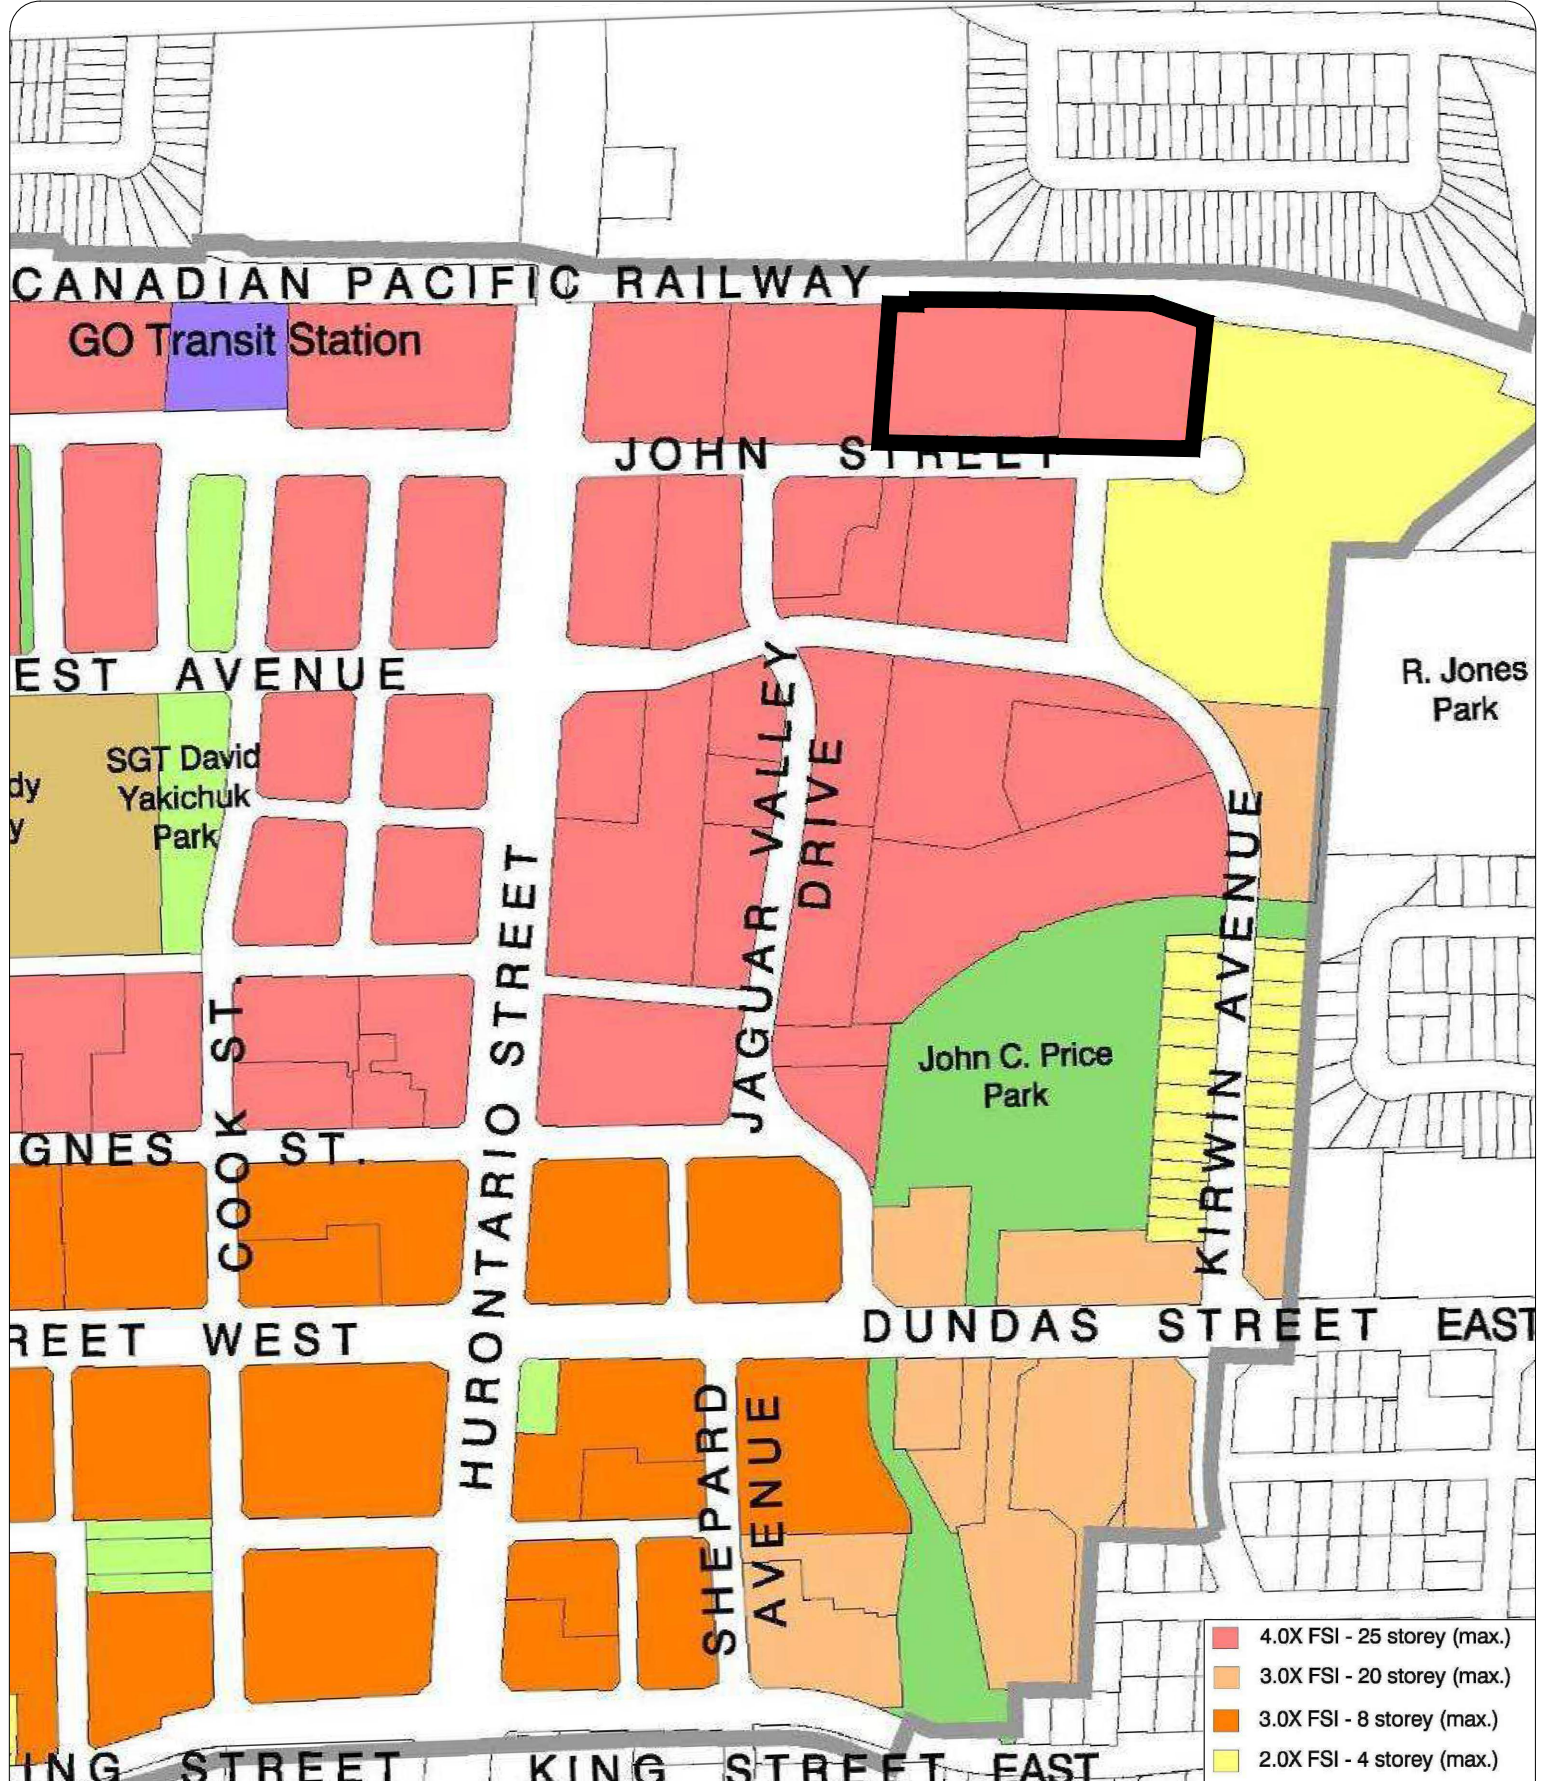 CANADIAN PACIFIC RAILWAY
GO Transit Station
JOHN STREET
EST AVENUE
R. Jones
Park
dy
y
SGT David
Yakichuk
Park
JAGUAR VALLEY
DRIVE
KIRWIN AVENUE
HURONTARIO STREET
COOK ST.
John C. Price
Park
GNES ST.
REET WEST
DUNDAS STREET EAST
SHEPARD
AVENUE
4.0X FSI - 25 storey (max.)
3.0X FSI - 20 storey (max.)
3.0X FSI - 8 storey (max.)
2.0X FSI - 4 storey (max.)
ING STREET KING STREET EAST